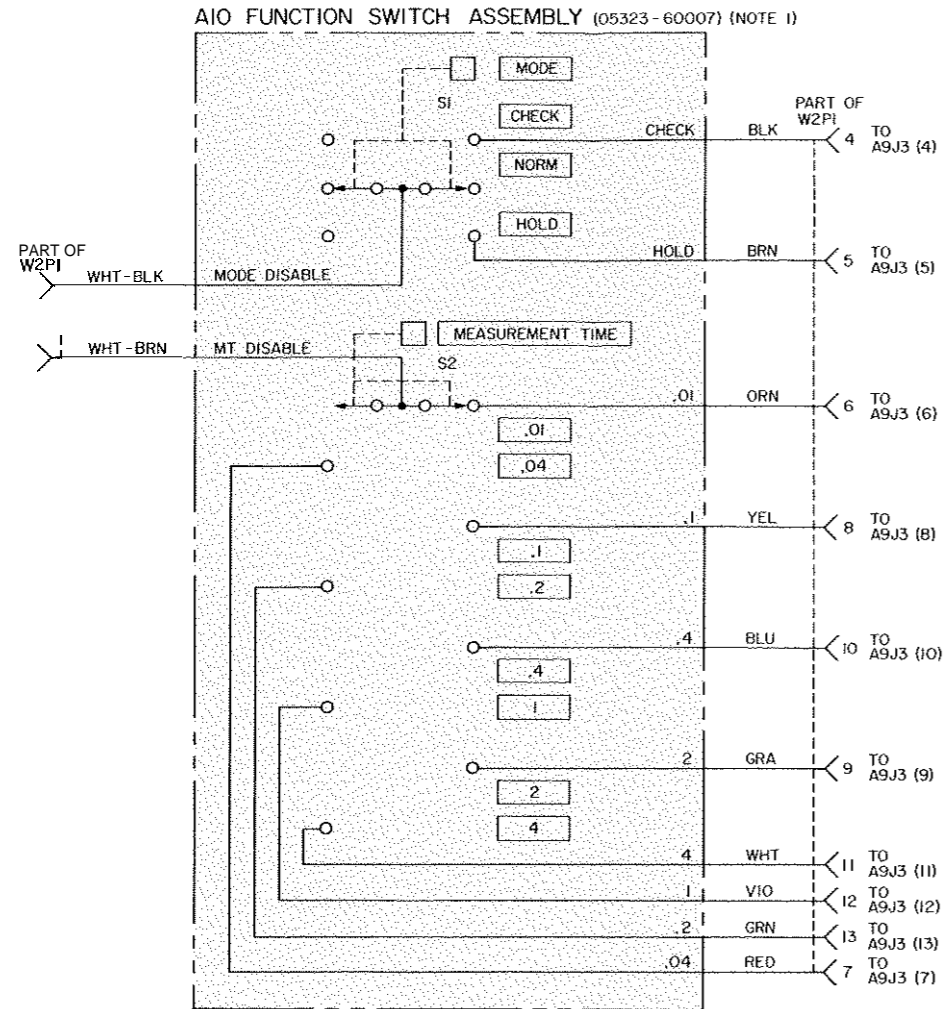 A10 FUNCTION SWITCH ASSEMBLY (05323-60007) (NOTE 1)
MODE
S1
CHECK
PART OF
W2P1
CHECK BLK 4 TO
A9J3 (4)
NORM
HOLD
PART OF
W2P1
HOLD BRN 5 TO
A9J3 (5)
WHT-BLK MODE DISABLE
MEASUREMENT TIME
WHT-BRN MT DISABLE
S2
.01 ORN 6 TO
A9J3 (6)
.01
.04
.1 YEL 8 TO
A9J3 (8)
.1
.2
.4 BLU 10 TO
A9J3 (10)
.4
1
2 GRA 9 TO
A9J3 (9)
2
4
4 WHT 11 TO
A9J3 (11)
1 VIO 12 TO
A9J3 (12)
.2 GRN 13 TO
A9J3 (13)
.04 RED 7 TO
A9J3 (7)